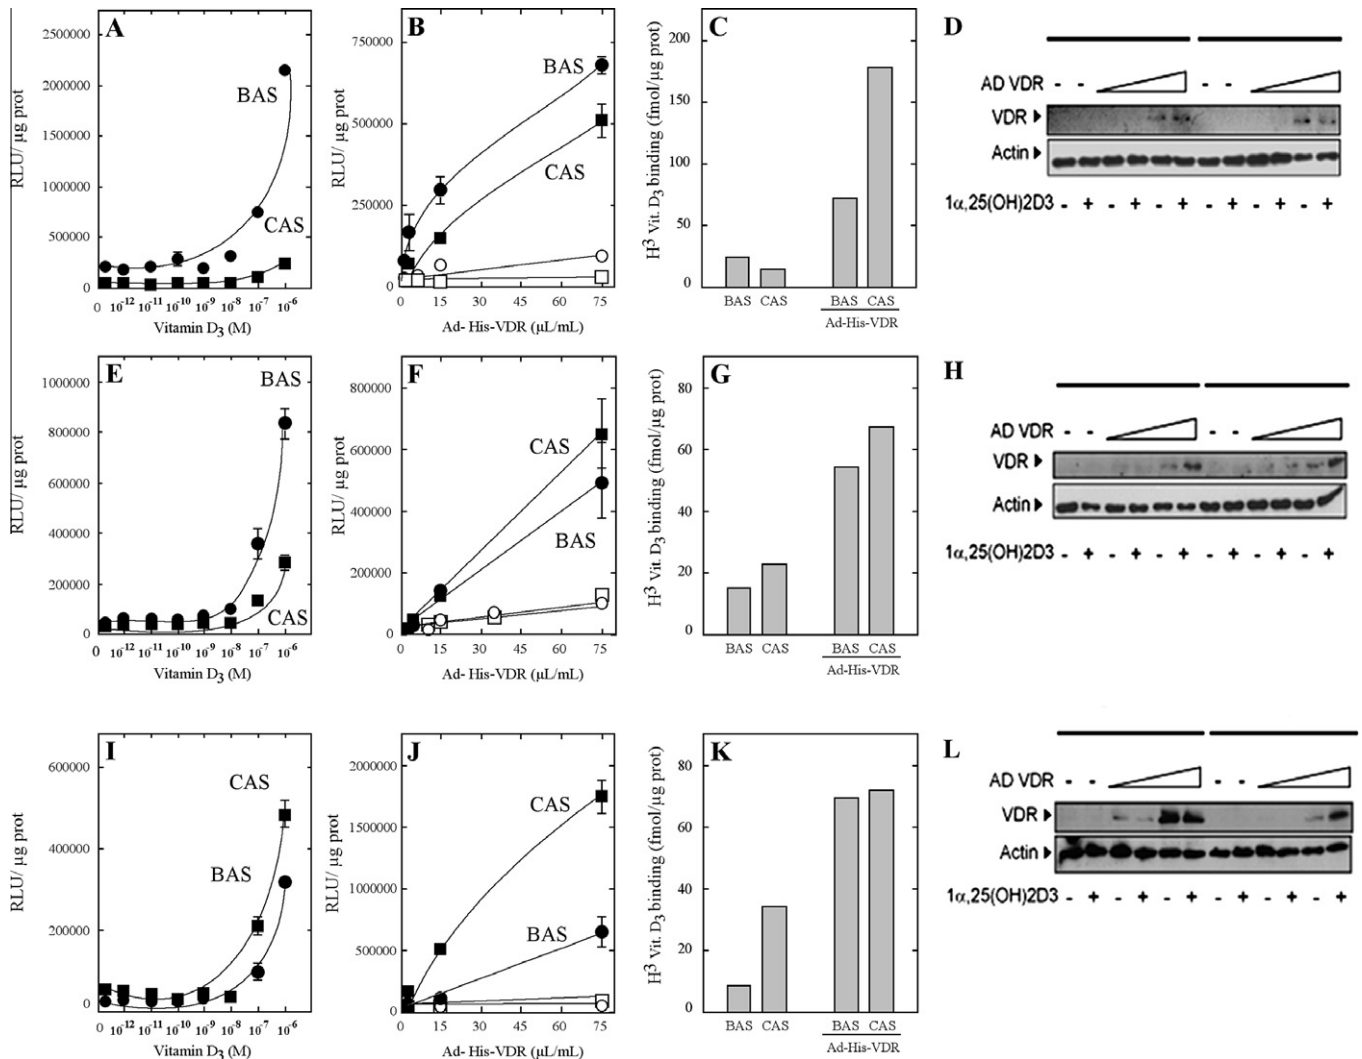 A
RLU/ µg prot
2500000
2000000
1500000
1000000
500000
0
BAS
CAS
0 10-12 10-11 10-10 10-9 10-8 10-7 10-6
Vitamin D3 (M)
B
RLU/ µg prot
750000
500000
250000
0
BAS
CAS
0 15 30 45 60 75
Ad- His-VDR (µL/mL)
C
H3 Vit. D3 binding (fmol/µg prot)
200
150
100
50
0
BAS CAS BAS CAS
Ad-His-VDR
D
AD VDR - - - -
VDR
Actin
1α,25(OH)2D3 - + - + - + - + - + - +
E
RLU/ µg prot
1000000
800000
600000
400000
200000
0
BAS
CAS
0 10-12 10-11 10-10 10-9 10-8 10-7 10-6
Vitamin D3 (M)
F
RLU/ µg prot
800000
600000
400000
200000
0
CAS
BAS
0 15 30 45 60 75
Ad- His-VDR (µL/mL)
G
H3 Vit. D3 binding (fmol/µg prot)
80
60
40
20
0
BAS CAS BAS CAS
Ad-His-VDR
H
AD VDR - - - -
VDR
Actin
1α,25(OH)2D3 - + - + - + - + - + - +
I
RLU/ µg prot
600000
400000
200000
0
CAS
BAS
0 10-12 10-11 10-10 10-9 10-8 10-7 10-6
Vitamin D3 (M)
J
RLU/ µg prot
2000000
1500000
1000000
500000
0
CAS
BAS
0 15 30 45 60 75
Ad- His-VDR (µL/mL)
K
H3 Vit. D3 binding (fmol/µg prot)
80
60
40
20
0
BAS CAS BAS CAS
Ad-His-VDR
L
AD VDR - - - -
VDR
Actin
1α,25(OH)2D3 - + - + - + - + - + - +